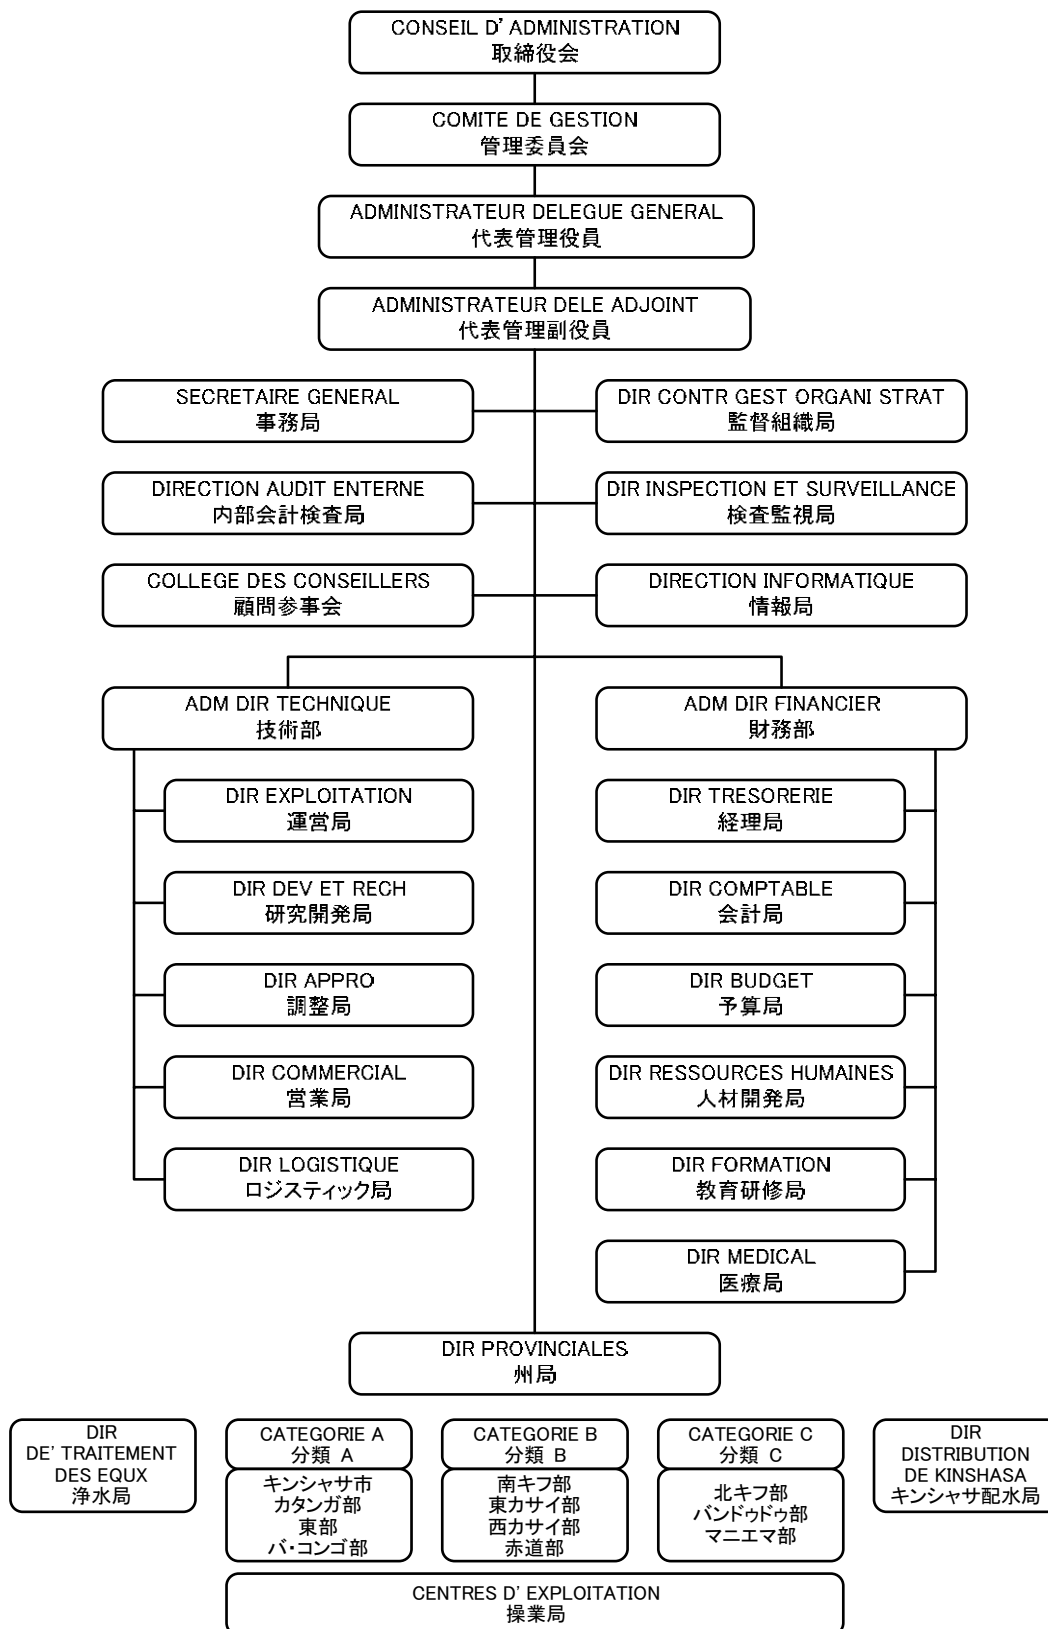 CONSEIL D' ADMINISTRATION
取締役会
COMITE DE GESTION
管理委員会
ADMINISTRATEUR DELEGUE GENERAL
代表管理役員
ADMINISTRATEUR DELE ADJOINT
代表管理副役員
SECRETAIRE GENERAL
事務局
DIR CONTR GEST ORGANI STRAT
監督組織局
DIRECTION AUDIT ENTERNE
内部会計検査局
DIR INSPECTION ET SURVEILLANCE
検査監視局
COLLEGE DES CONSEILLERS
顧問参事会
DIRECTION INFORMATIQUE
情報局
ADM DIR TECHNIQUE
技術部
ADM DIR FINANCIER
財務部
DIR EXPLOITATION
運営局
DIR DEV ET RECH
研究開発局
DIR APPRO
調整局
DIR COMMERCIAL
営業局
DIR LOGISTIQUE
ロジスティック局
DIR TRESORERIE
経理局
DIR COMPTABLE
会計局
DIR BUDGET
予算局
DIR RESSOURCES HUMAINES
人材開発局
DIR FORMATION
教育研修局
DIR MEDICAL
医療局
DIR PROVINCIALES
州局
DIR
DE' TRAITEMENT
DES EQUX
浄水局
CATEGORIE A
分類 A
キンシャサ市
カタンガ部
東部
バ・コンゴ部
CATEGORIE B
分類 B
南キフ部
東カサイ部
西カサイ部
赤道部
CATEGORIE C
分類 C
北キフ部
バンドゥドゥ部
マニエマ部
DIR
DISTRIBUTION
DE KINSHASA
キンシャサ配水局
CENTRES D' EXPLOITATION
操業局